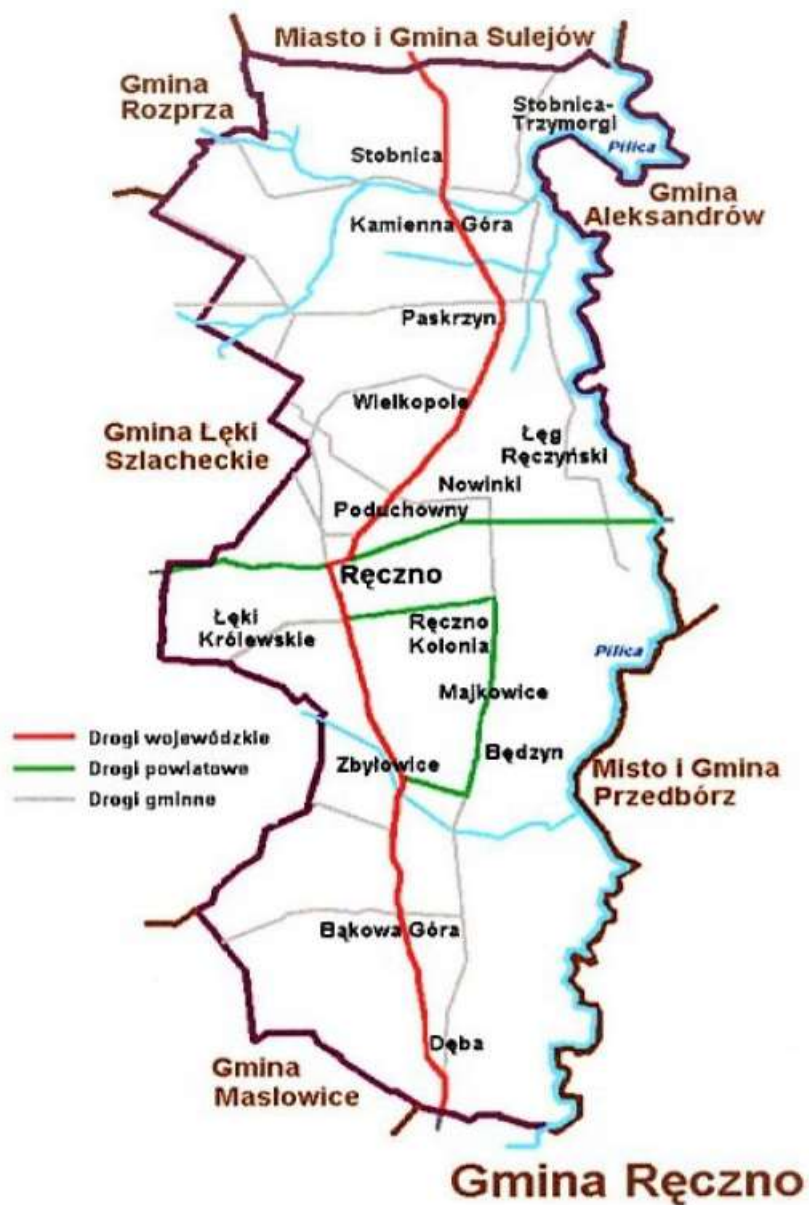 Miasto i Gmina Sulejów
Gmina
Rozprza
Stobnica-
Trzymorgi
Pilica
Stobnica
Gmina
Aleksandrów
Kamienna Góra
Paskrzyn
Wielkopole
Gmina Lęki
Szlacheckie
Łęg
Ręczyński
Nowinki
Poduchowny
Ręczno
Łęki
Królewskie
Ręczno
Kolonia
Pilica
Majkowice
Drogi wojewódzkie
Drogi powiatowe
Drogi gminne
Zbyłowice
Będzyn
Misto i Gmina
Przedbórz
Bąkowa Góra
Dęba
Gmina
Masłowice
Gmina Ręczno